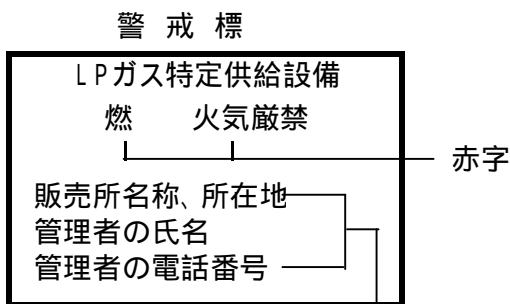 警戒標
LPガス特定供給設備
燃 火気厳禁
赤字
販売所名称、所在地
管理者の氏名
管理者の電話番号